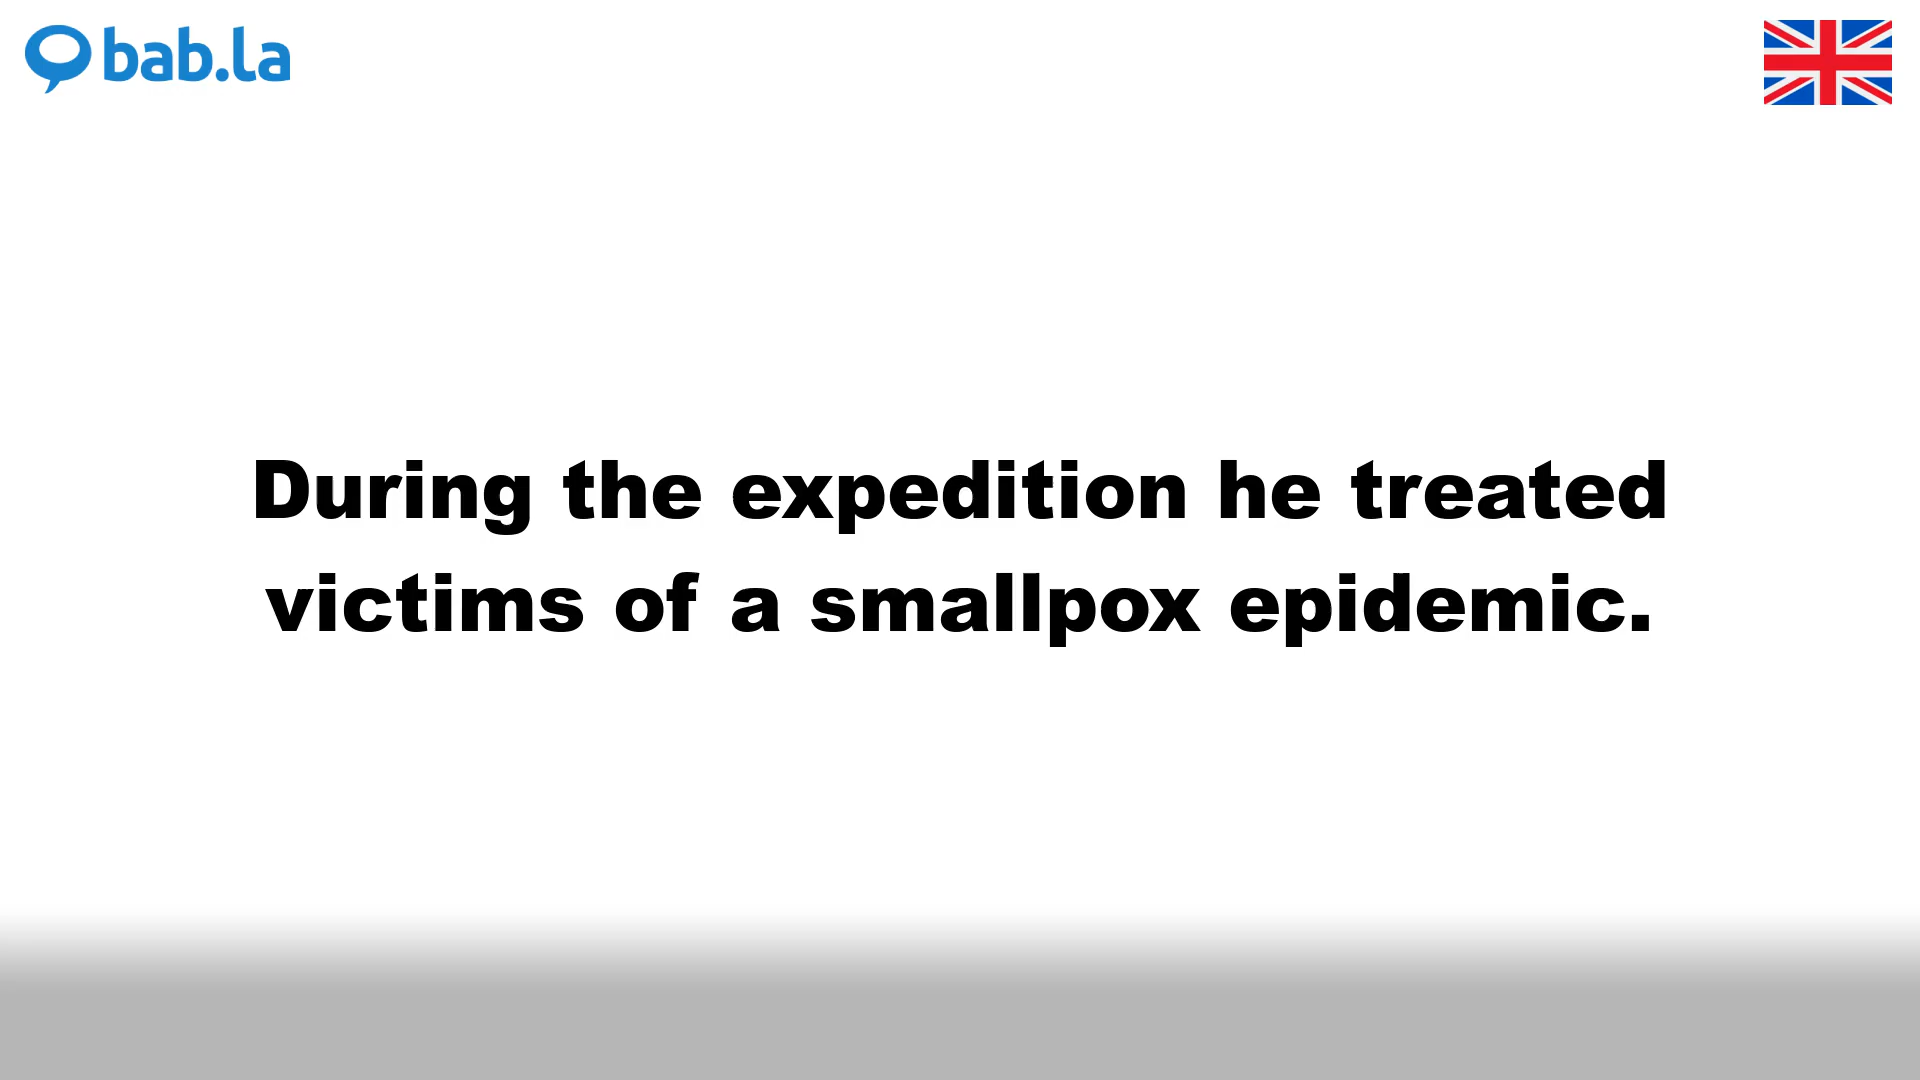 bab.la
During the expedition he treated
victims of a smallpox epidemic.